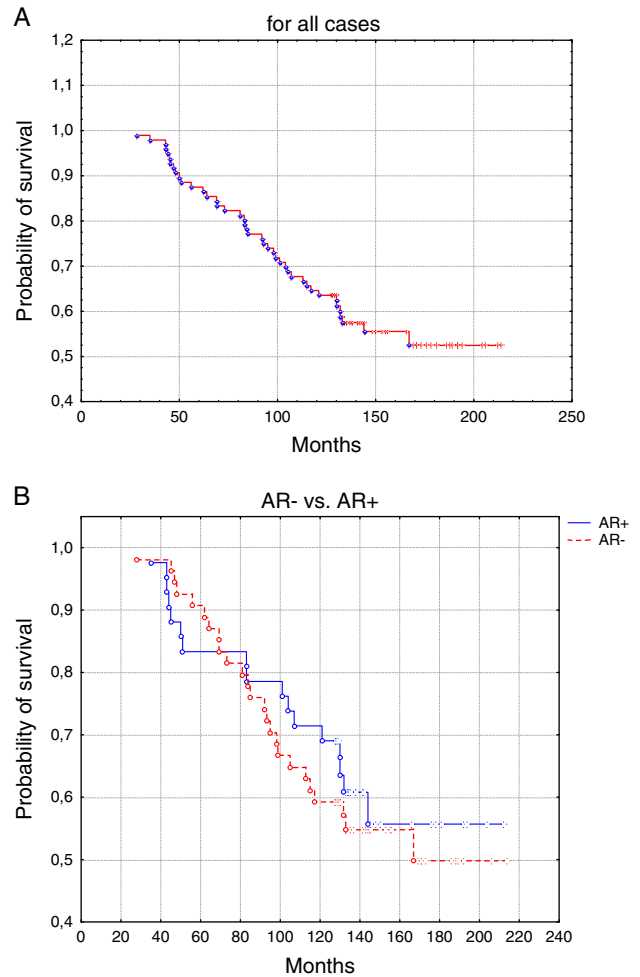 A
for all cases
1,2
1,1
1,0
0,9
0,8
0,7
0,6
0,5
0,4
0 50 100 150 200 250
Probability of survival
Months
B
AR- vs. AR+
AR+
AR-
1,0
0,9
0,8
0,7
0,6
0,5
0,4
0 20 40 60 80 100 120 140 160 180 200 220 240
Probability of survival
Months